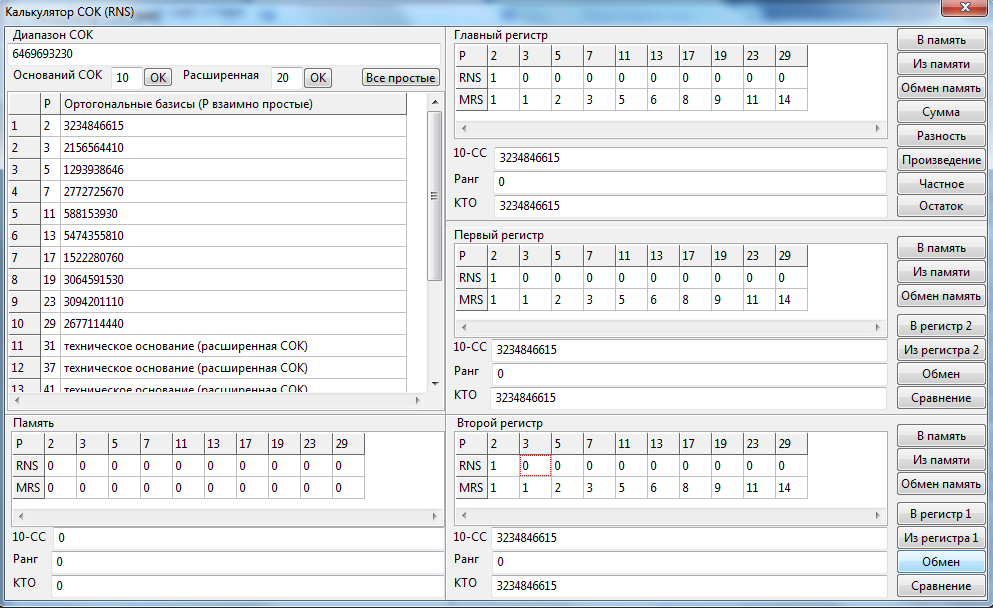 Калькулятор СОК (RNS)
Диапазон СОК
6469693230
Оснований СОК 10 OK Расширенная 20 OK Все простые
P Ортогональные базисы (P взаимно простые)
1 2 3234846615
2 3 2156564410
3 5 1293938646
4 7 2772725670
5 11 588153930
6 13 5474355810
7 17 1522280760
8 19 3064591530
9 23 3094201110
10 29 2677114440
11 31 техническое основание (расширенная СОК)
12 37 техническое основание (расширенная СОК)
13 41 техническое основание (расширенная СОК)
Память
P 2 3 5 7 11 13 17 19 23 29
RNS 0 0 0 0 0 0 0 0 0 0
MRS 0 0 0 0 0 0 0 0 0 0
10-СС 0
Ранг 0
КТО 0
Главный регистр
P 2 3 5 7 11 13 17 19 23 29
RNS 1 0 0 0 0 0 0 0 0 0
MRS 1 1 2 3 5 6 8 9 11 14
10-СС 3234846615
Ранг 0
КТО 3234846615
В память
Из памяти
Обмен память
Сумма
Разность
Произведение
Частное
Остаток
Первый регистр
P 2 3 5 7 11 13 17 19 23 29
RNS 1 0 0 0 0 0 0 0 0 0
MRS 1 1 2 3 5 6 8 9 11 14
10-СС 3234846615
Ранг 0
КТО 3234846615
В память
Из памяти
Обмен память
В регистр 2
Из регистра 2
Обмен
Сравнение
Второй регистр
P 2 3 5 7 11 13 17 19 23 29
RNS 1 0 0 0 0 0 0 0 0 0
MRS 1 1 2 3 5 6 8 9 11 14
10-СС 3234846615
Ранг 0
КТО 3234846615
В память
Из памяти
Обмен память
В регистр 1
Из регистра 1
Обмен
Сравнение